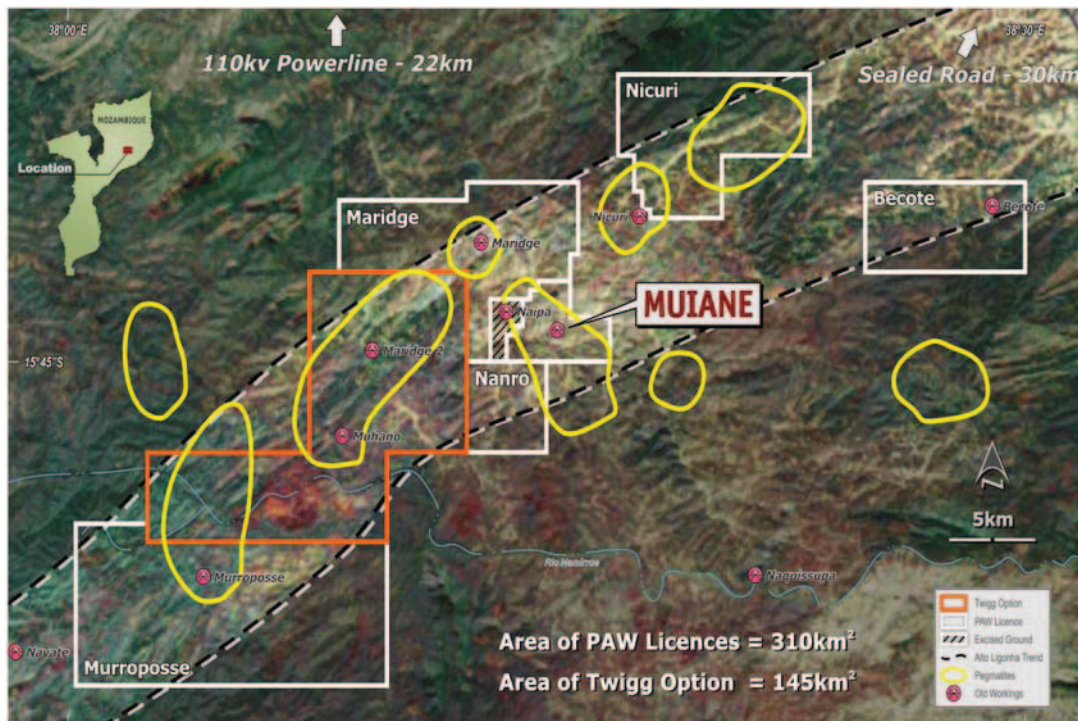 38°00'E
38°30'E
110kv Powerline - 22km
Sealed Road - 30km
Nicuri
MOZAMBIQUE
Location
Maridge
Becote
Nicuri
Becote
Maridge
MUIANE
Naipa
15°45'S
Maridge 2
Nanro
Muhano
5km
Rio Namirros
Murroposse
Naquissupa
Navate
Murroposse
Area of PAW Licences = 310km²
Area of Twigg Option = 145km²
Twigg Option
PAW Licence
Excised Ground
Alto Ligonha Trend
Pegmatites
Old Workings